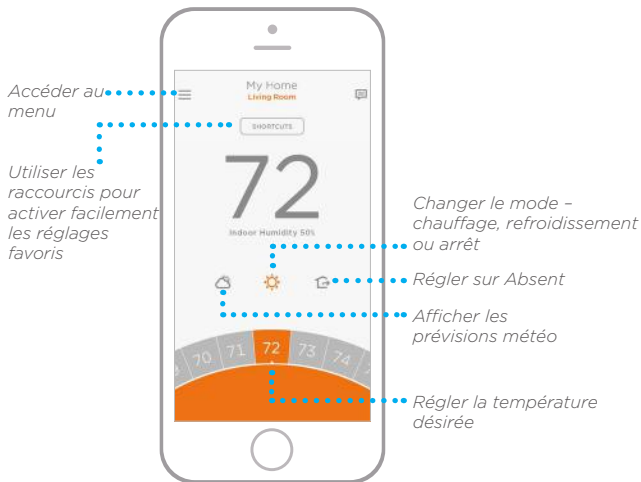 Accéder au
menu
Utiliser les
raccourcis pour
activer facilement
les réglages
favoris
My Home
Living Room
SHORTCUTS
72
Indoor Humidity 50%
70 71 72 73 74
Changer le mode –
chauffage, refroidissement
ou arrêt
Régler sur Absent
Afficher les
prévisions météo
Régler la température
désirée